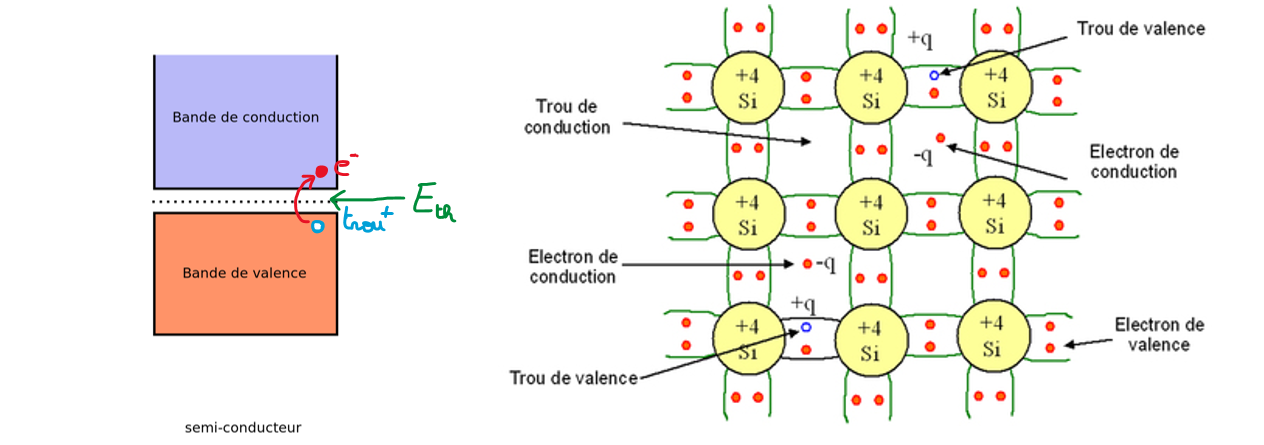 Bande de conduction
e-
trou+
Eth
Bande de valence
semi-conducteur
+q
Trou de valence
+4
Si
+4
Si
+4
Si
Trou de
conduction
-q
Electron de
conduction
+4
Si
+4
Si
+4
Si
Electron de
conduction
-q
+q
+4
Si
+4
Si
+4
Si
Electron de
valence
Trou de valence